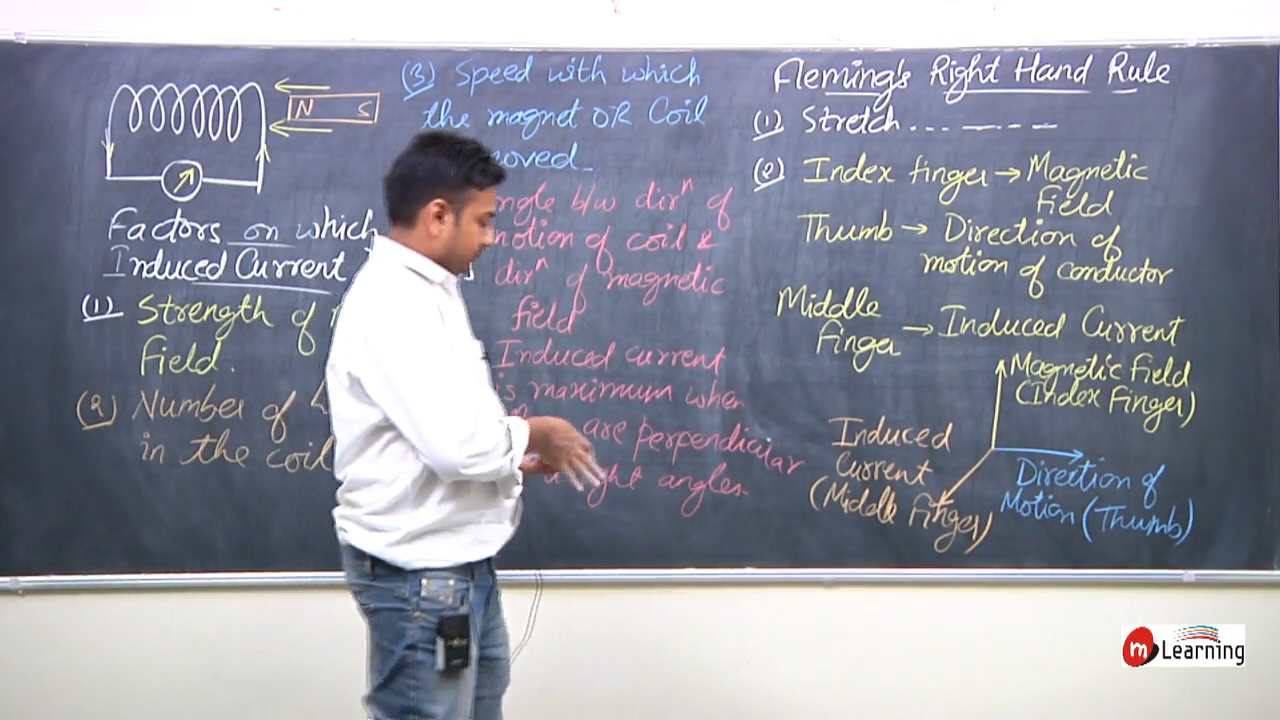 N S
Factors on which
Induced Current
(1) Strength of
field.
(2) Number of
in the coil
(3) Speed with which
the magnet OR Coil
oved
ngle b/w dirⁿ of
motion of coil &
dirⁿ of magnetic
field
Induced current
is maximum when
are perpendicular
right angles.
Fleming's Right Hand Rule
(1) Stretch...------
(2) Index finger → Magnetic
field
Thumb → Direction of
motion of conductor
Middle
finger → Induced Current
Magnetic Field
(Index Finger)
Induced
Current
(Middle Finger)
Direction of
Motion (Thumb)
m Learning